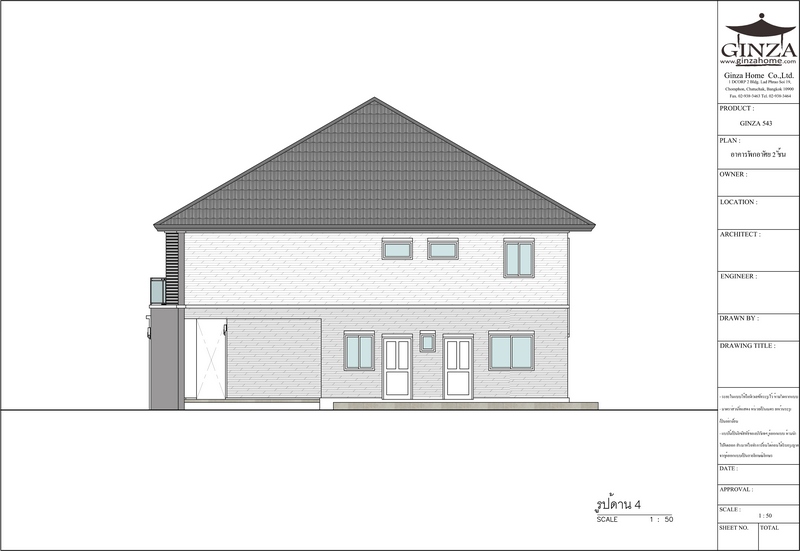 GINZA
www.ginzahome.com
Ginza Home Co.,Ltd.
1 DCORP 2 Bldg. Lad Phrao Soi 19,
Chomphon, Chatuchak, Bangkok 10900
Fax. 02-938-3463 Tel. 02-938-3464
PRODUCT :
GINZA 543
PLAN :
อาคารพักอาศัย 2 ชั้น
OWNER :
LOCATION :
ARCHITECT :
ENGINEER :
DRAWN BY :
DRAWING TITLE :
DATE :
APPROVAL :
SCALE :
1 : 50
SHEET NO. TOTAL
รูปด้าน 4
SCALE 1 : 50